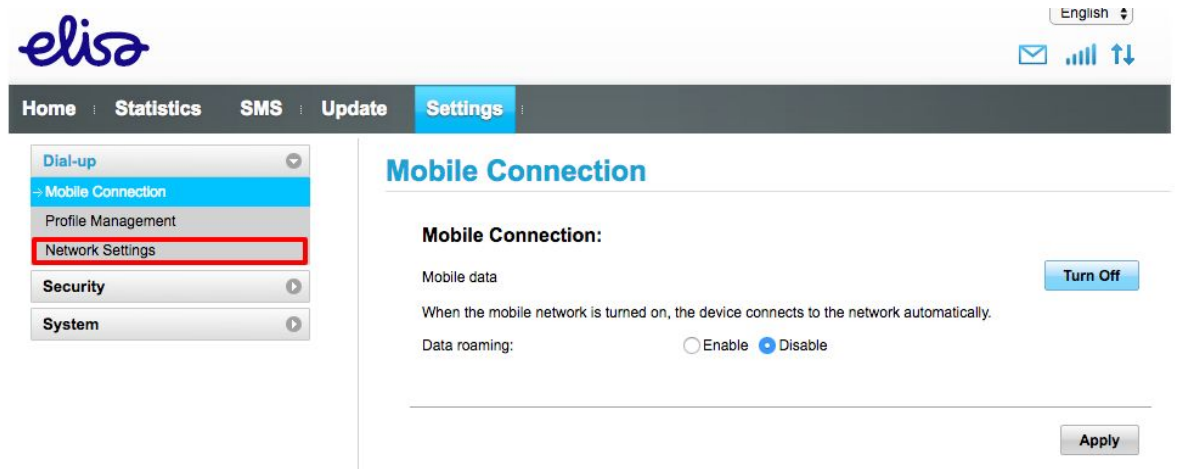 English
elisa
Home Statistics SMS Update Settings
Dial-up
Mobile Connection
Profile Management
Network Settings
Security
System
Mobile Connection
Mobile Connection:
Mobile data Turn Off
When the mobile network is turned on, the device connects to the network automatically.
Data roaming: Enable Disable
Apply